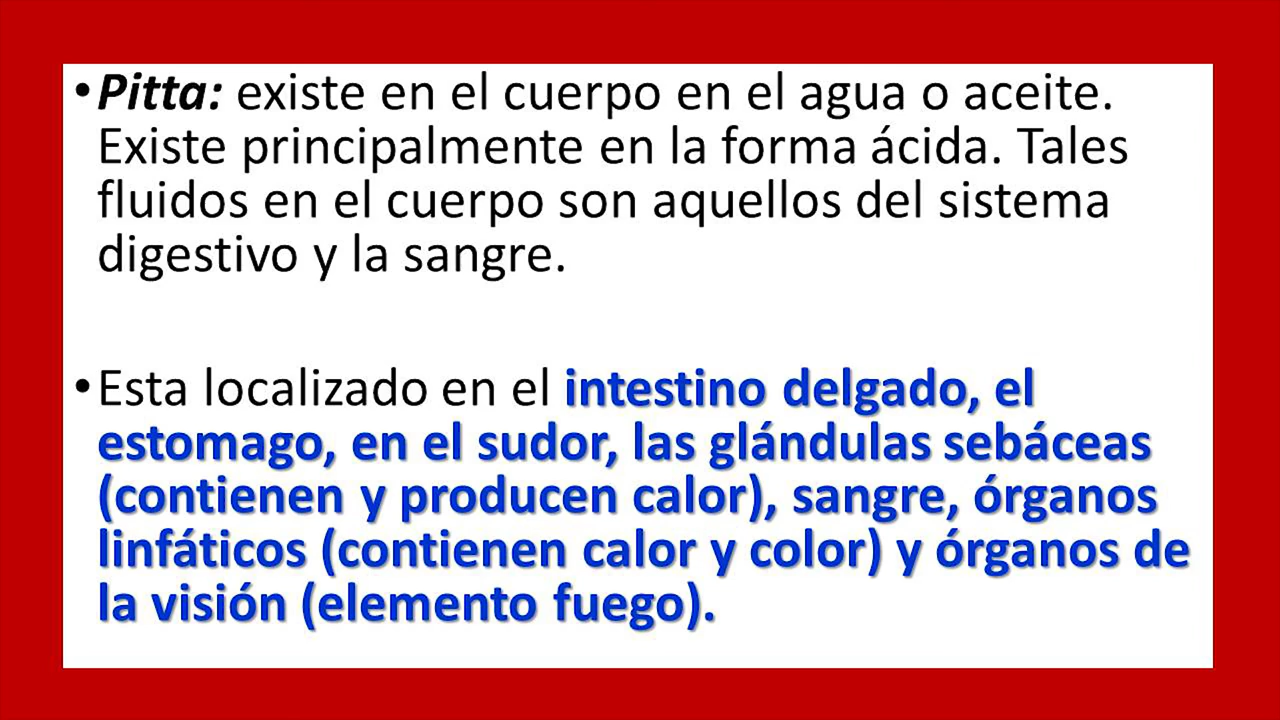 •Pitta: existe en el cuerpo en el agua o aceite.
Existe principalmente en la forma ácida. Tales
fluidos en el cuerpo son aquellos del sistema
digestivo y la sangre.
•Esta localizado en el intestino delgado, el
estomago, en el sudor, las glándulas sebáceas
(contienen y producen calor), sangre, órganos
linfáticos (contienen calor y color) y órganos de
la visión (elemento fuego).